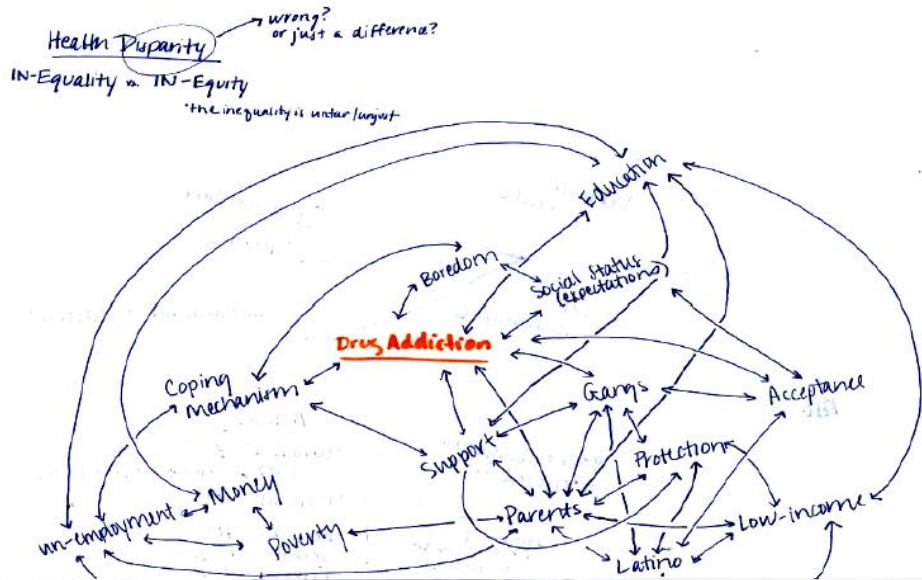 wrong?
or just a difference?
Health Disparity
IN-Equality vs. IN-Equity
*the inequality is unfair/unjust
Education
Boredom
Social Status
(expectations)
Drug Addiction
Coping
Mechanism
Gangs
Acceptance
Support
Protection
Money
un-employment
Poverty
Parents
Low-income
Latino